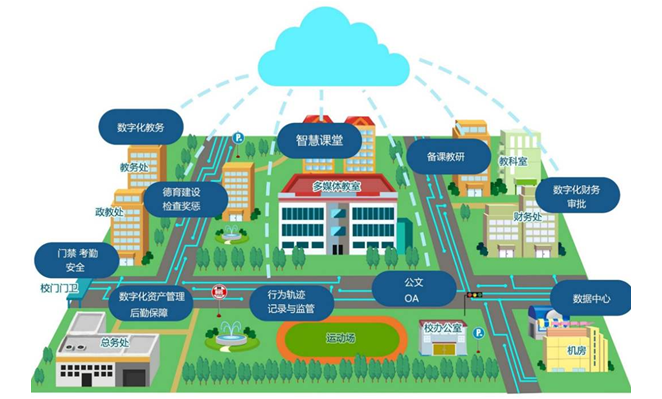 数字化教务
智慧课堂
教务处
备课教研
教科室
德育建设
检查奖惩
多媒体教室
数字化财务
审批
政教处
财务处
门禁 考勤
安全
校门门卫
数字化资产管理
后勤保障
行为轨迹
记录与监管
公文
OA
数据中心
总务处
运动场
校办公室
机房
P
P